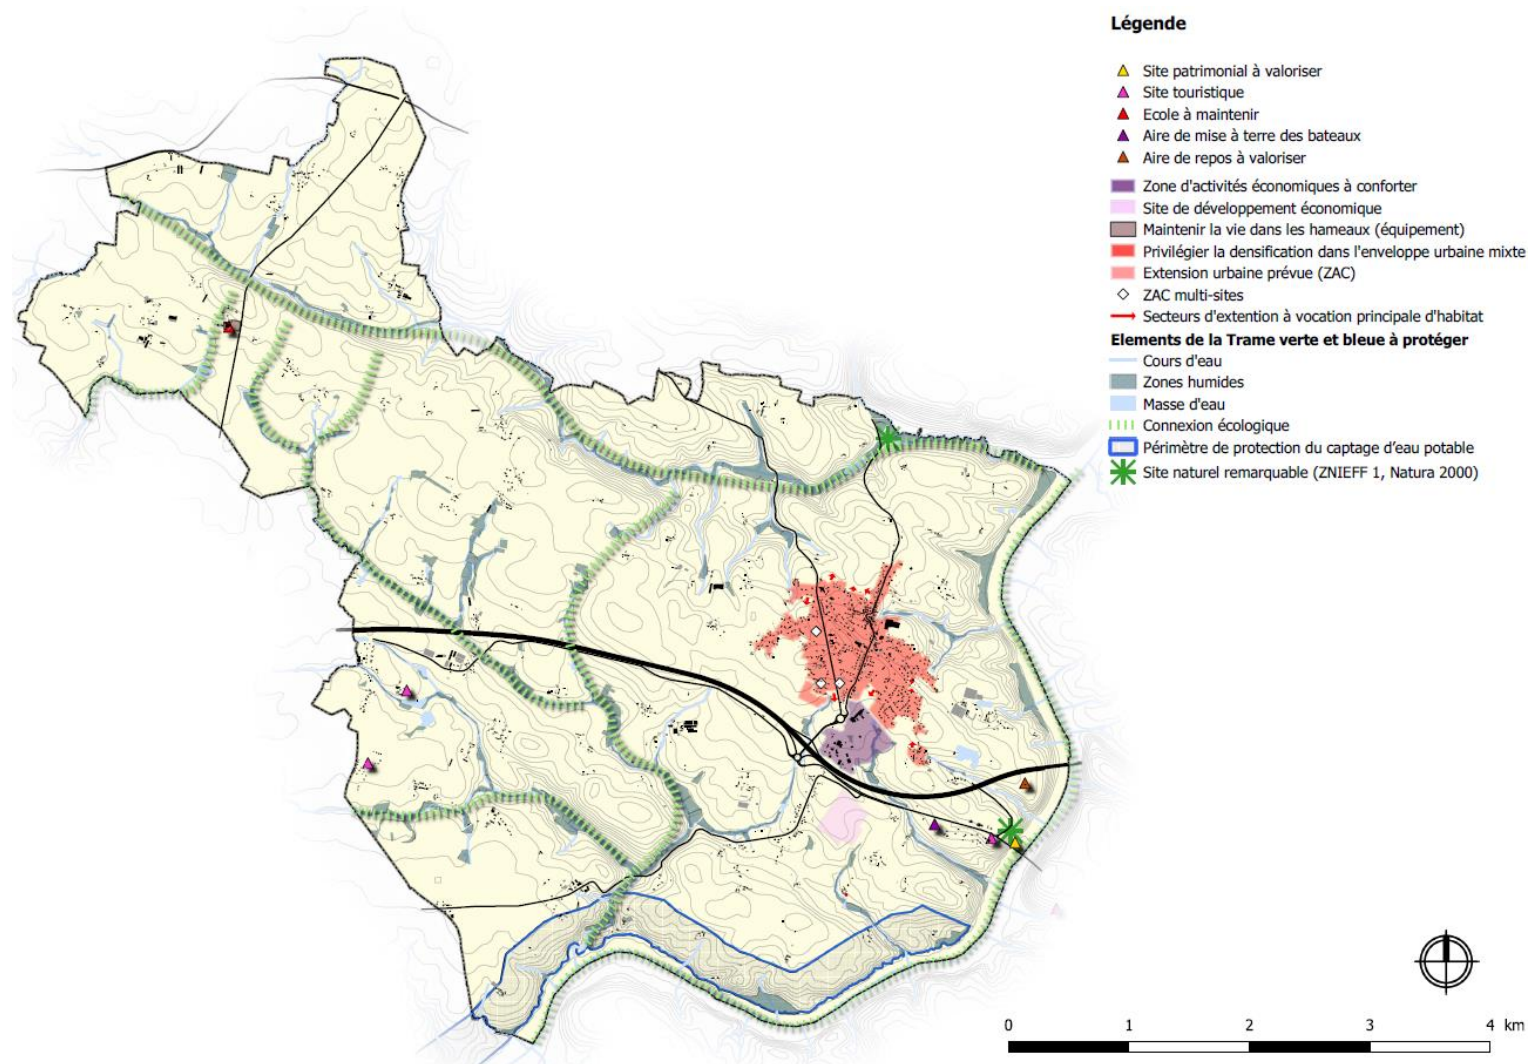 Légende
Site patrimonial à valoriser
Site touristique
Ecole à maintenir
Aire de mise à terre des bateaux
Aire de repos à valoriser
Zone d'activités économiques à conforter
Site de développement économique
Maintenir la vie dans les hameaux (équipement)
Privilégier la densification dans l'enveloppe urbaine mixte
Extension urbaine prévue (ZAC)
ZAC multi-sites
Secteurs d'extention à vocation principale d'habitat
Elements de la Trame verte et bleue à protéger
Cours d'eau
Zones humides
Masse d'eau
Connexion écologique
Périmètre de protection du captage d’eau potable
Site naturel remarquable (ZNIEFF 1, Natura 2000)
0 1 2 3 4 km